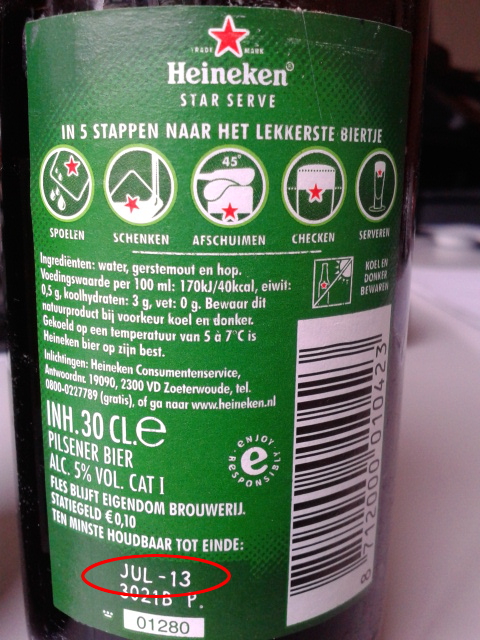 TRADE MARK
Heineken®
STAR SERVE
IN 5 STAPPEN NAAR HET LEKKERSTE BIERTJE
45°
SPOELEN SCHENKEN AFSCHUIMEN CHECKEN SERVEREN
Ingrediënten: water, gerstemout en hop.
Voedingswaarde per 100 ml: 170kJ/40kcal, eiwit:
0,5 g, koolhydraten: 3 g, vet: 0 g. Bewaar dit
natuurproduct bij voorkeur koel en donker.
Gekoeld op een temperatuur van 5 à 7°C is
Heineken bier op zijn best.
KOEL EN
DONKER
BEWAREN
Inlichtingen: Heineken Consumentenservice,
Antwoordnr. 19090, 2300 VD Zoeterwoude, tel.
0800-0227789 (gratis), of ga naar www.heineken.nl
INH. 30 CL.e
PILSENER BIER
ALC. 5% VOL. CAT I
FLES BLIJFT EIGENDOM BROUWERIJ.
STATIEGELD € 0,10
TEN MINSTE HOUDBAAR TOT EINDE:
ENJOY
e
RESPONSIBLY
8 712000 010423
JUL - 13
3021B P.
01280